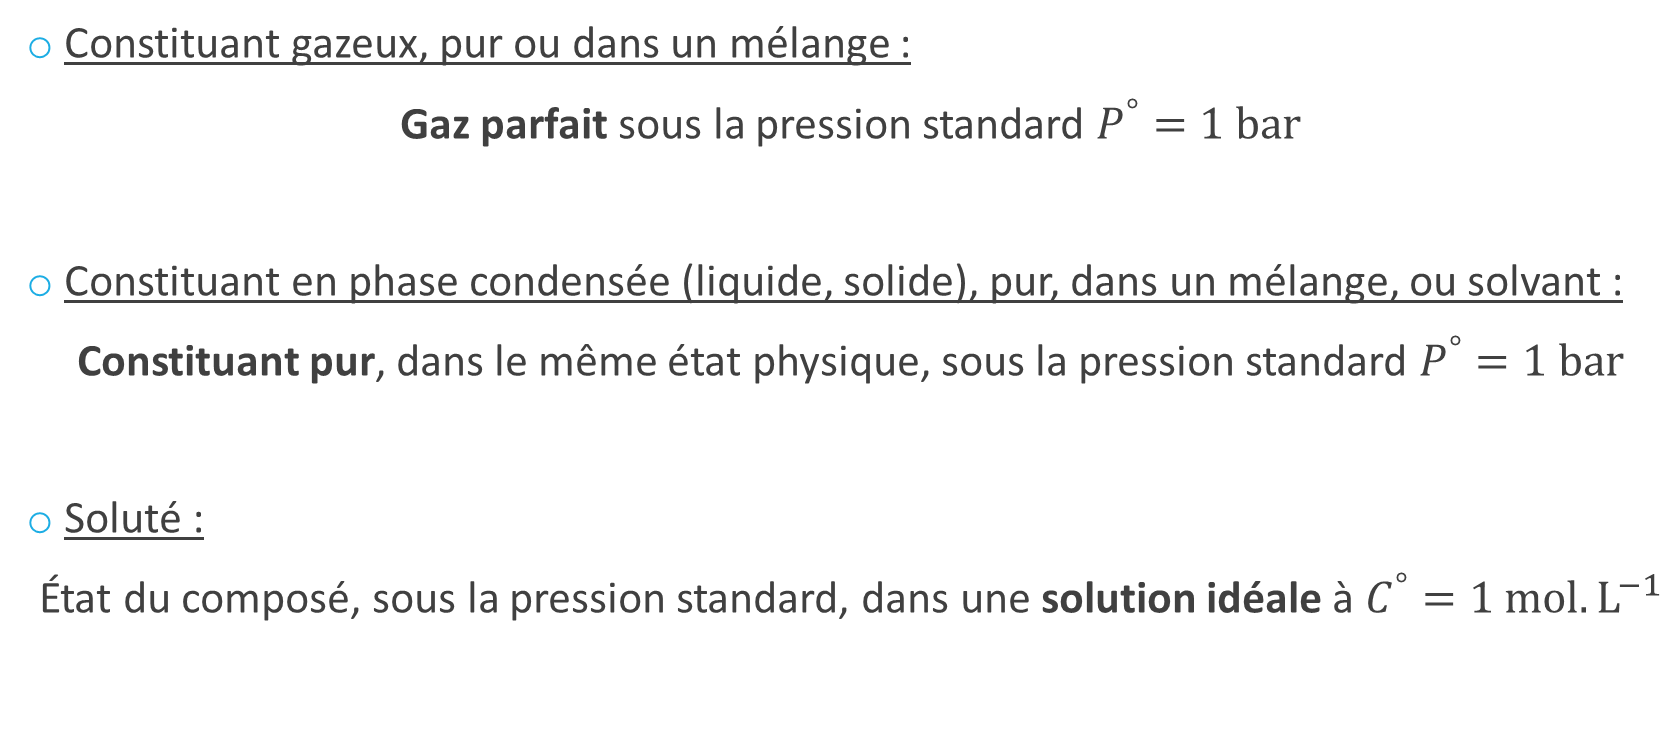 ○ Constituant gazeux, pur ou dans un mélange :
Gaz parfait sous la pression standard P° = 1 bar
○ Constituant en phase condensée (liquide, solide), pur, dans un mélange, ou solvant :
Constituant pur, dans le même état physique, sous la pression standard P° = 1 bar
○ Soluté :
État du composé, sous la pression standard, dans une solution idéale à C° = 1 mol. L⁻¹